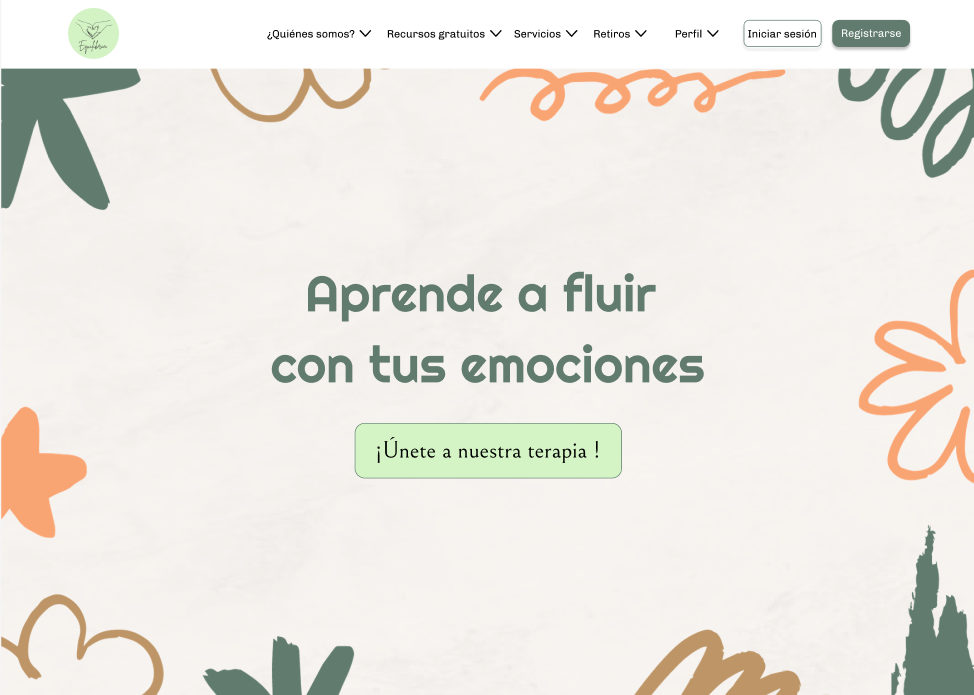 Equilibrium
¿Quiénes somos?
Recursos gratuitos
Servicios
Retiros
Perfil
Iniciar sesión
Registrarse
Aprende a fluir
con tus emociones
¡Únete a nuestra terapia !